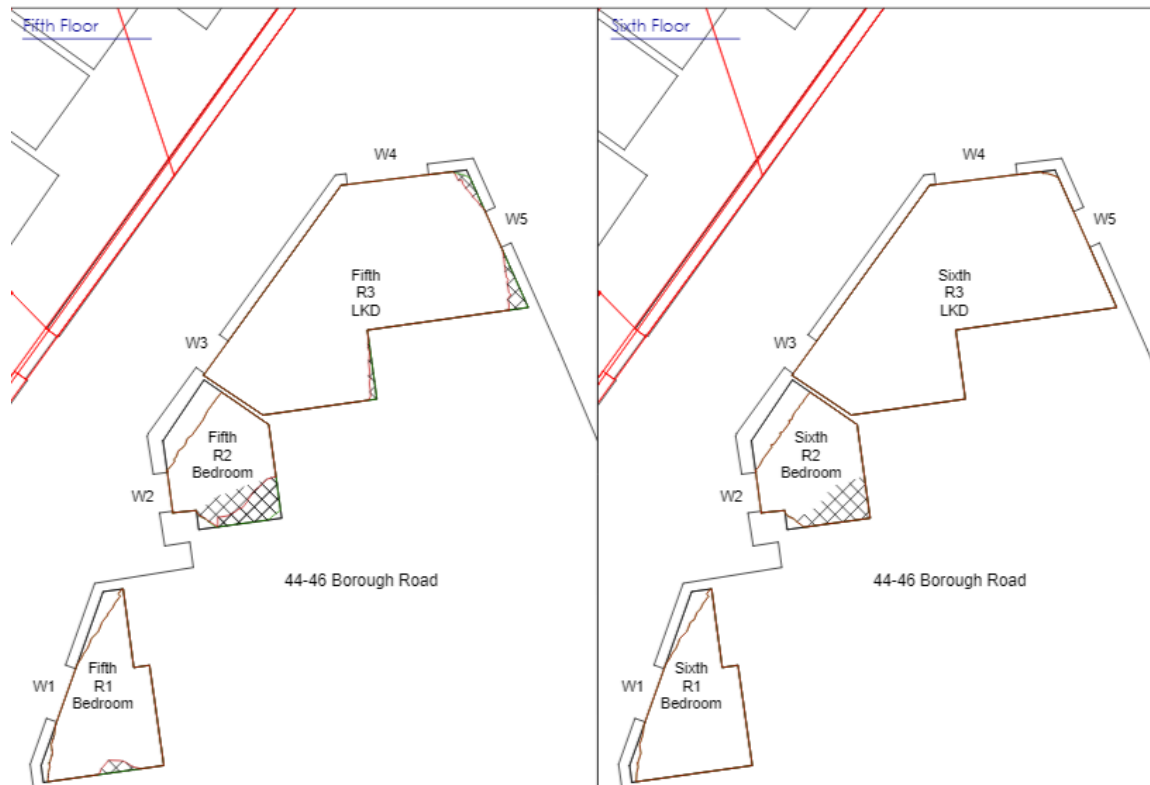 Fifth Floor
W4
W5
Fifth
R3
LKD
W3
Fifth
R2
Bedroom
W2
44-46 Borough Road
Fifth
R1
Bedroom
W1
Sixth Floor
W4
W5
Sixth
R3
LKD
W3
Sixth
R2
Bedroom
W2
44-46 Borough Road
Sixth
R1
Bedroom
W1